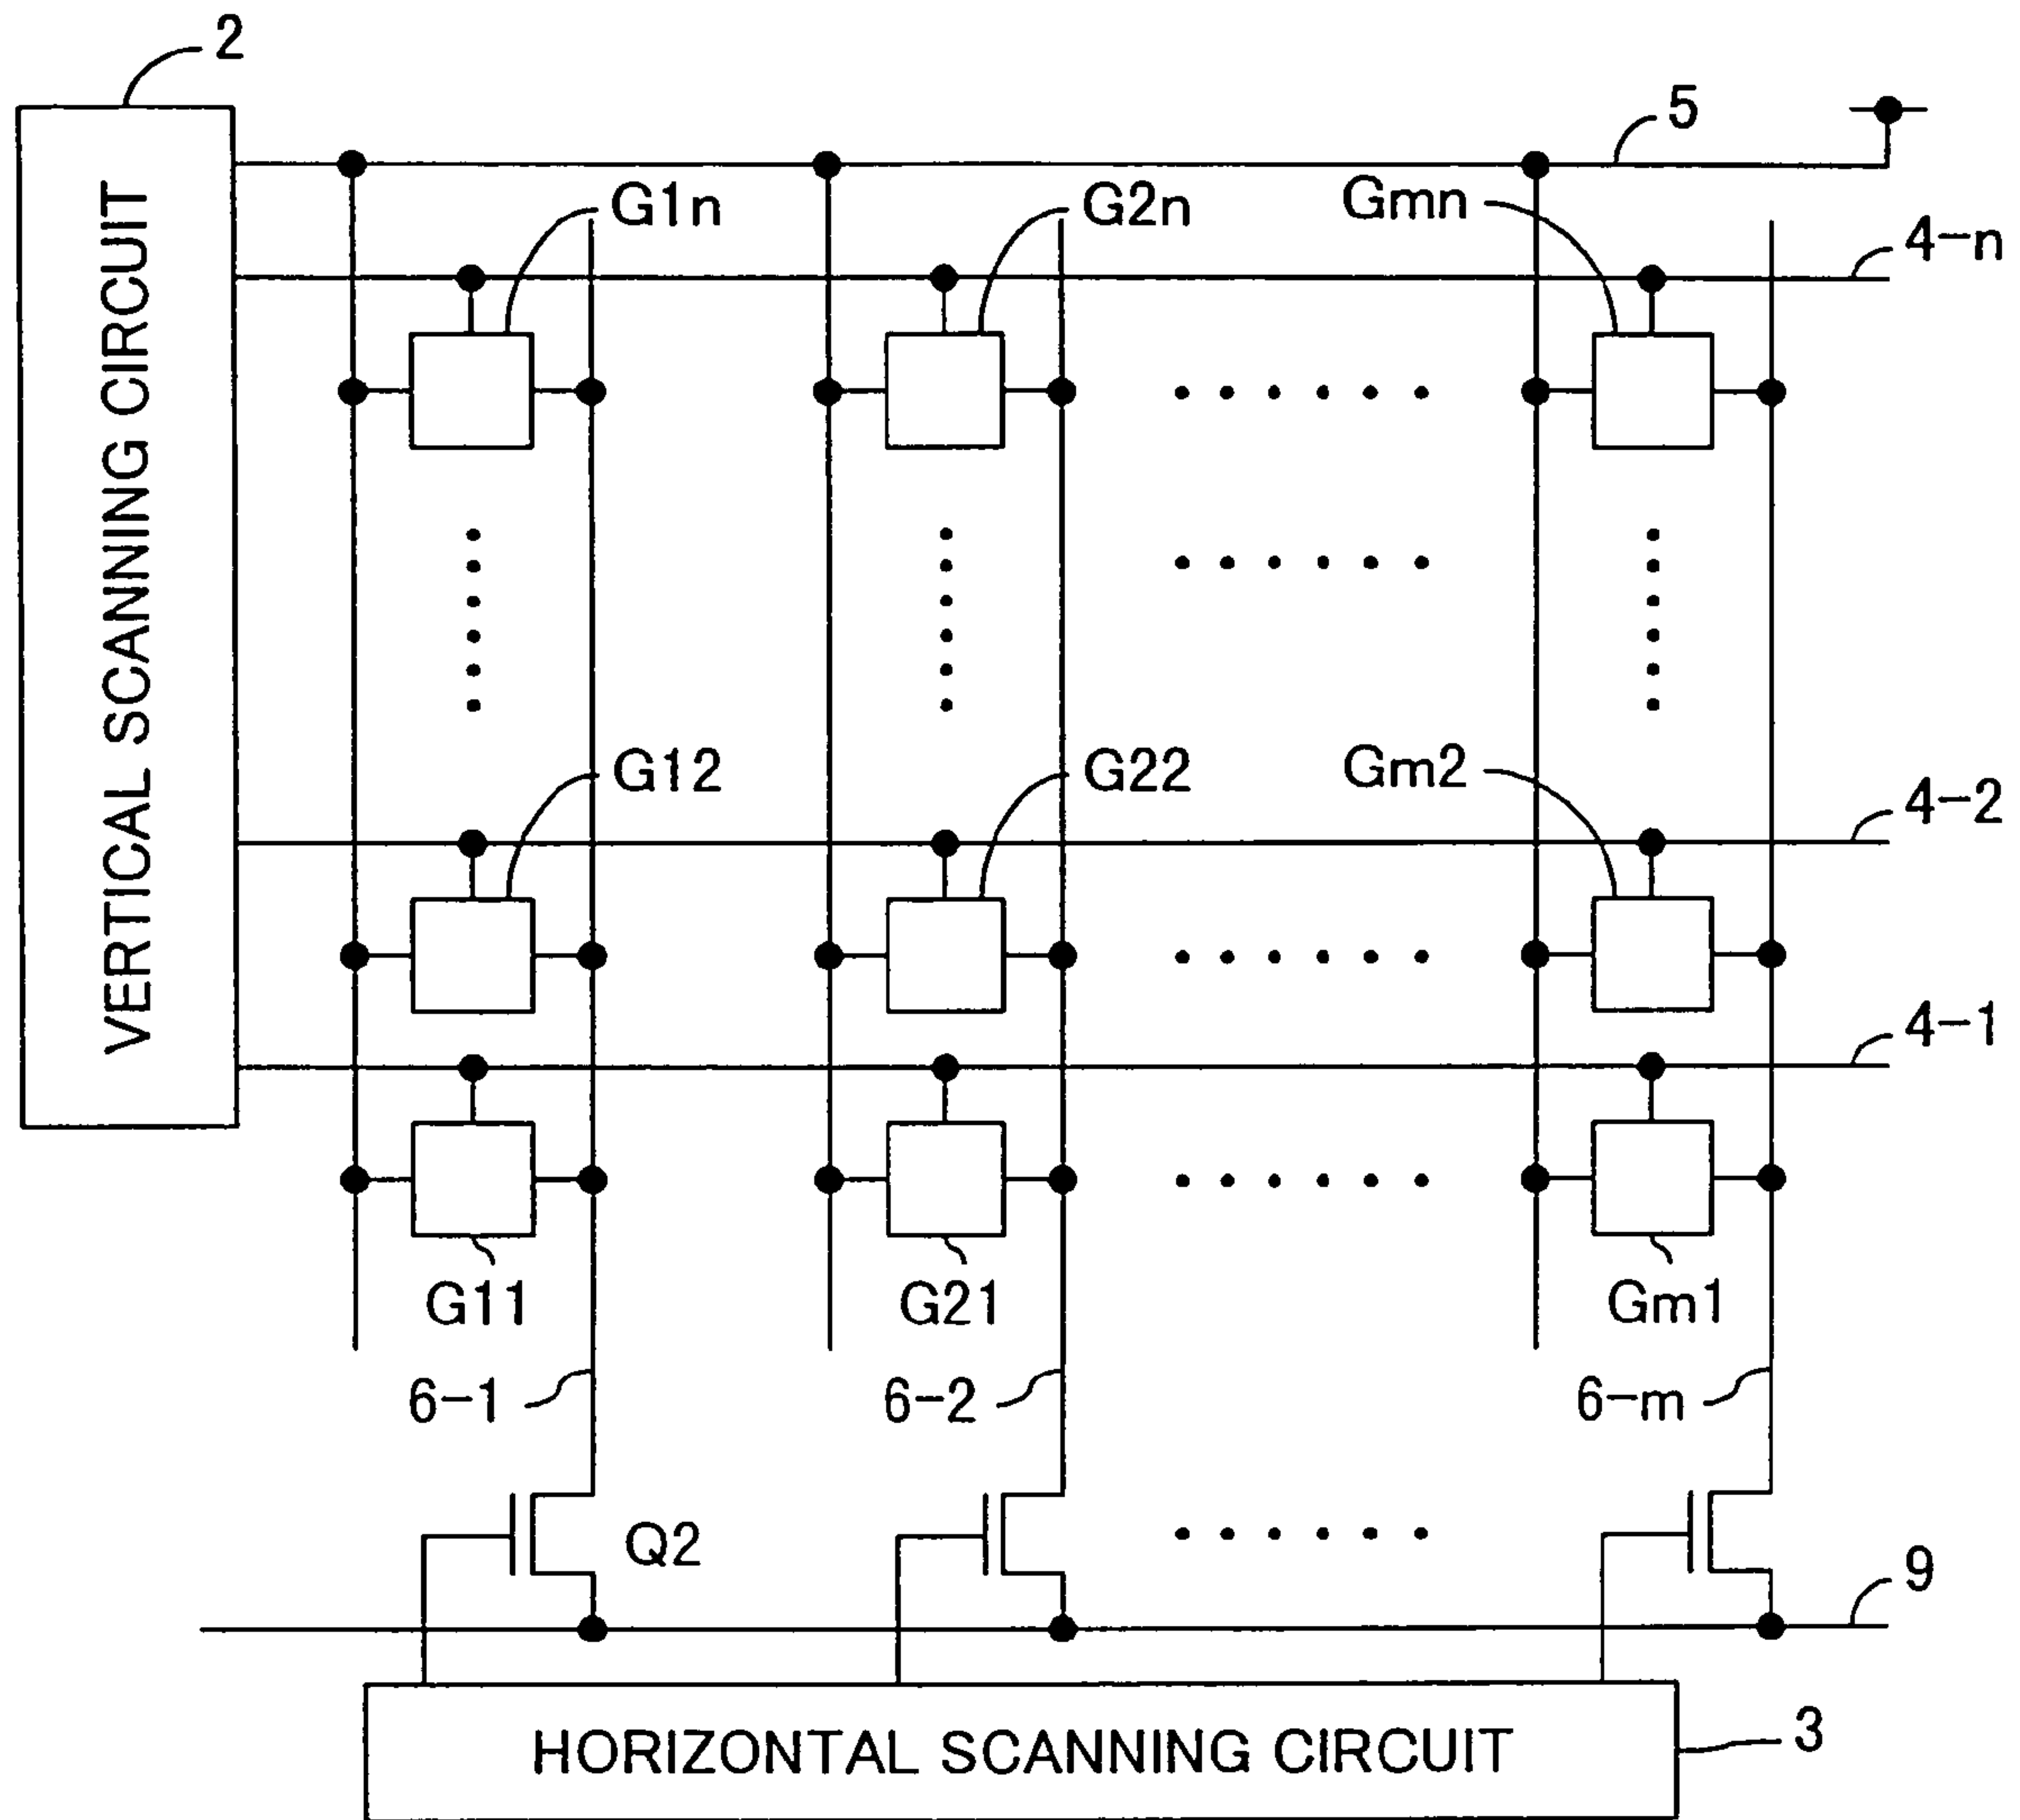 2
5
G1n
G2n
Gmn
4-n
VERTICAL SCANNING CIRCUIT
G12
G22
Gm2
4-2
4-1
G11
G21
Gm1
6-1
6-2
6-m
Q2
9
HORIZONTAL SCANNING CIRCUIT
3